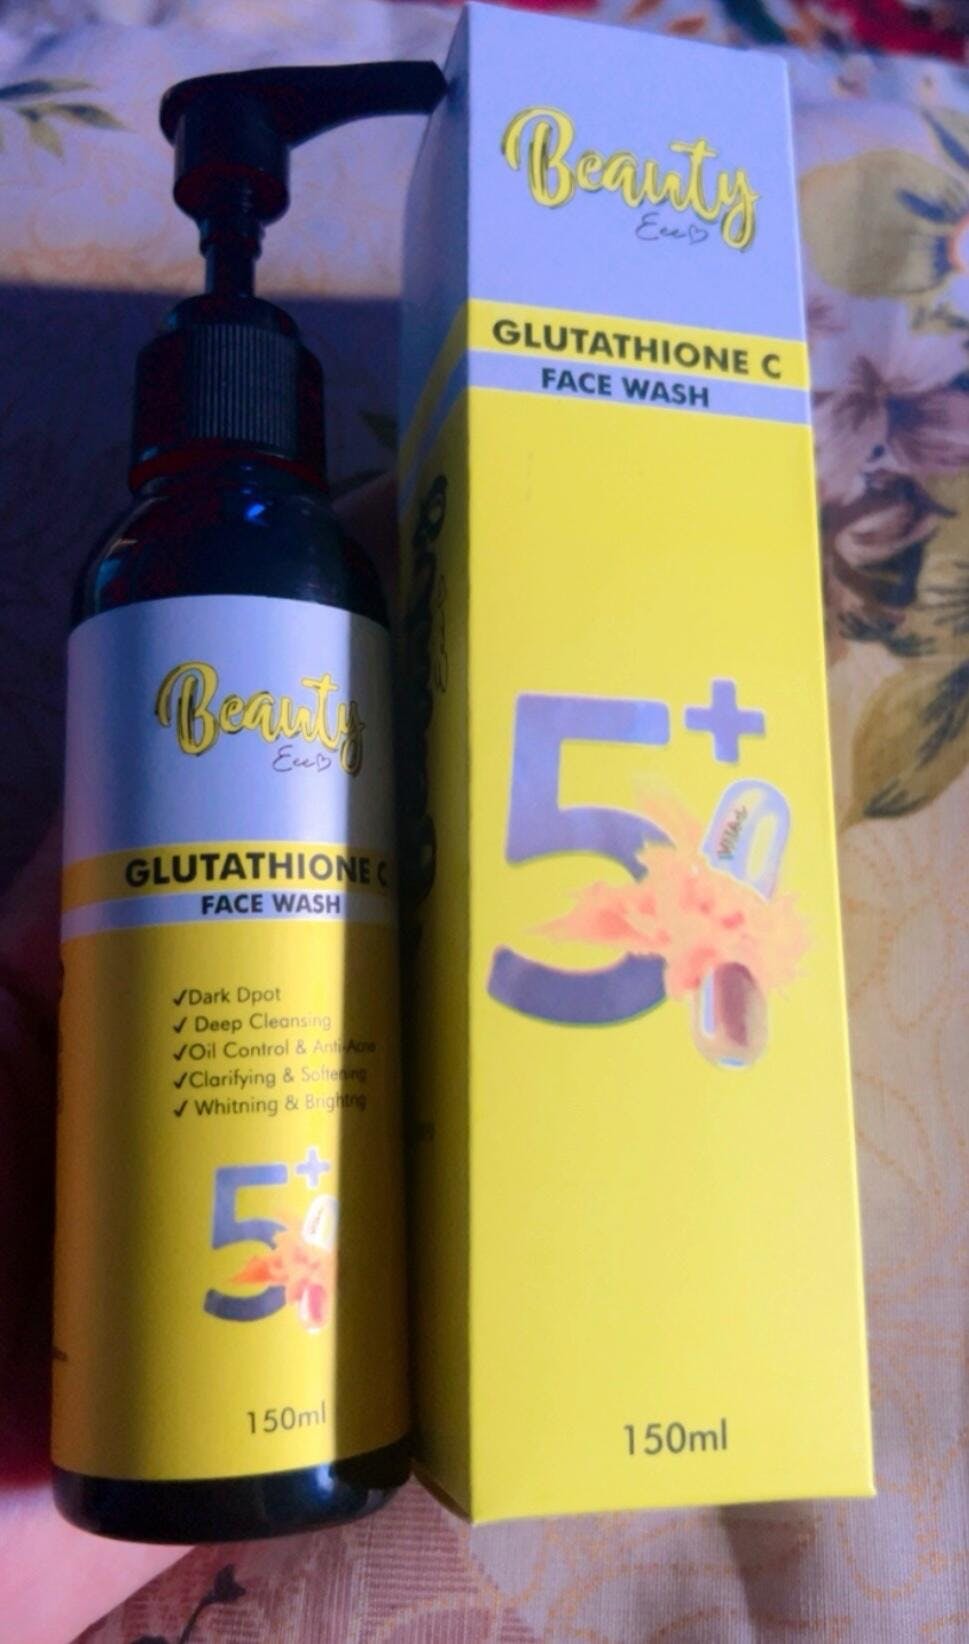 Beauty
Eee
GLUTATHIONE C
FACE WASH
5+
150ml
Beauty
Eee
GLUTATHIONE C
FACE WASH
✓Dark Dpot
✓ Deep Cleansing
✓Oil Control & Anti-Acne
✓Clarifying & Softening
✓ Whitning & Brightng
5+
150ml